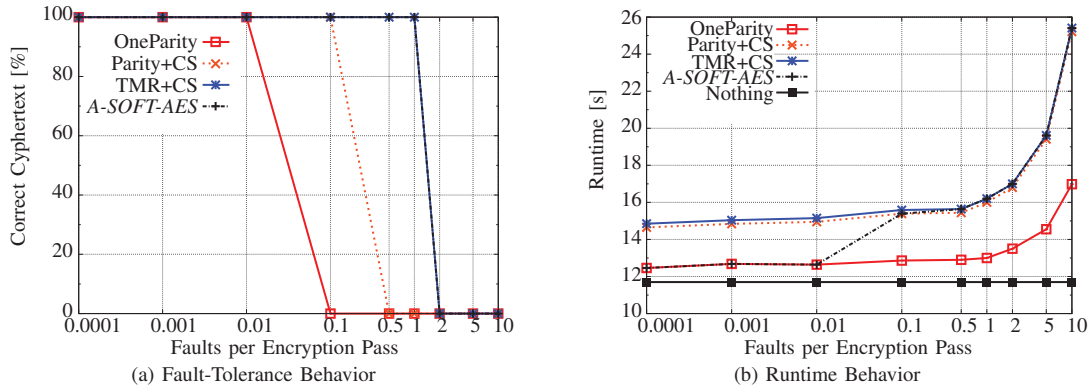 100
80
60
40
20
0
Correct Cyphertext [%]
OneParity
Parity+CS
TMR+CS
A-SOFT-AES
0.0001 0.001 0.01 0.1 0.5 1 2 5 10
Faults per Encryption Pass
(a) Fault-Tolerance Behavior
26
24
22
20
18
16
14
12
10
Runtime [s]
OneParity
Parity+CS
TMR+CS
A-SOFT-AES
Nothing
0.0001 0.001 0.01 0.1 0.5 1 2 5 10
Faults per Encryption Pass
(b) Runtime Behavior